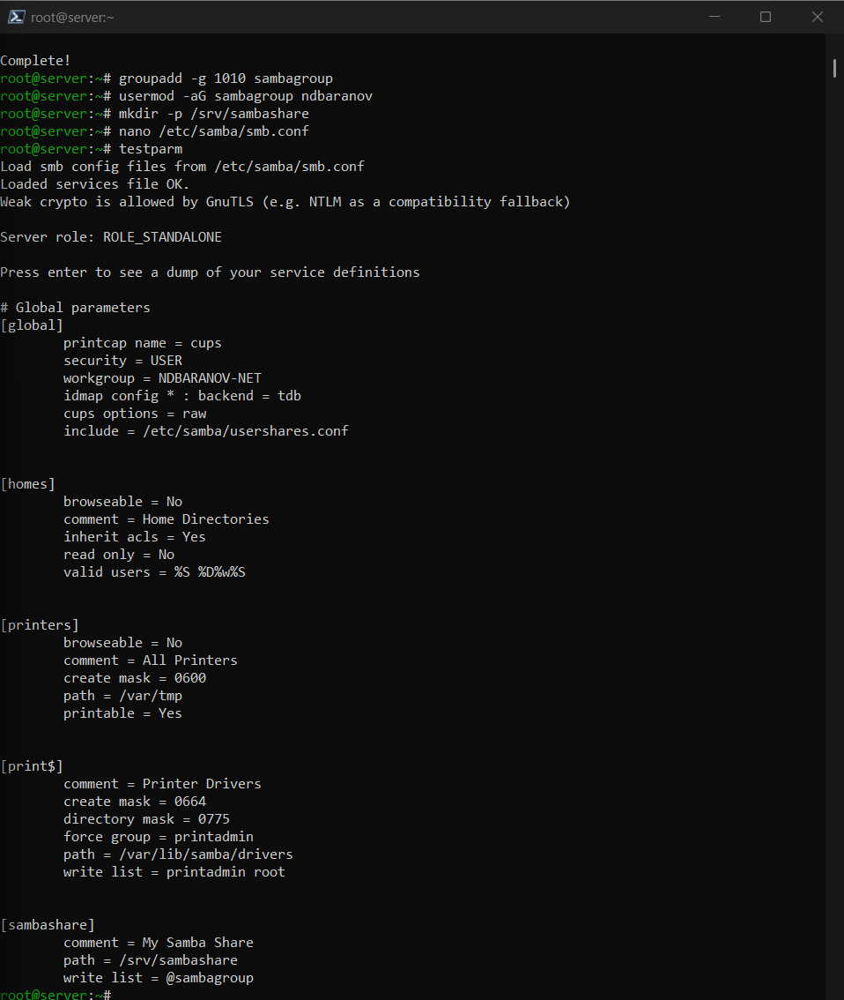 root@server:~
Complete!
root@server:~# groupadd -g 1010 sambagroup
root@server:~# usermod -aG sambagroup ndbaranov
root@server:~# mkdir -p /srv/sambashare
root@server:~# nano /etc/samba/smb.conf
root@server:~# testparm
Load smb config files from /etc/samba/smb.conf
Loaded services file OK.
Weak crypto is allowed by GnuTLS (e.g. NTLM as a compatibility fallback)

Server role: ROLE_STANDALONE

Press enter to see a dump of your service definitions

# Global parameters
[global]
        printcap name = cups
        security = USER
        workgroup = NDBARANOV-NET
        idmap config * : backend = tdb
        cups options = raw
        include = /etc/samba/usershares.conf


[homes]
        browseable = No
        comment = Home Directories
        inherit acls = Yes
        read only = No
        valid users = %S %D%w%S


[printers]
        browseable = No
        comment = All Printers
        create mask = 0600
        path = /var/tmp
        printable = Yes


[print$]
        comment = Printer Drivers
        create mask = 0664
        directory mask = 0775
        force group = printadmin
        path = /var/lib/samba/drivers
        write list = printadmin root


[sambashare]
        comment = My Samba Share
        path = /srv/sambashare
        write list = @sambagroup
root@server:~#